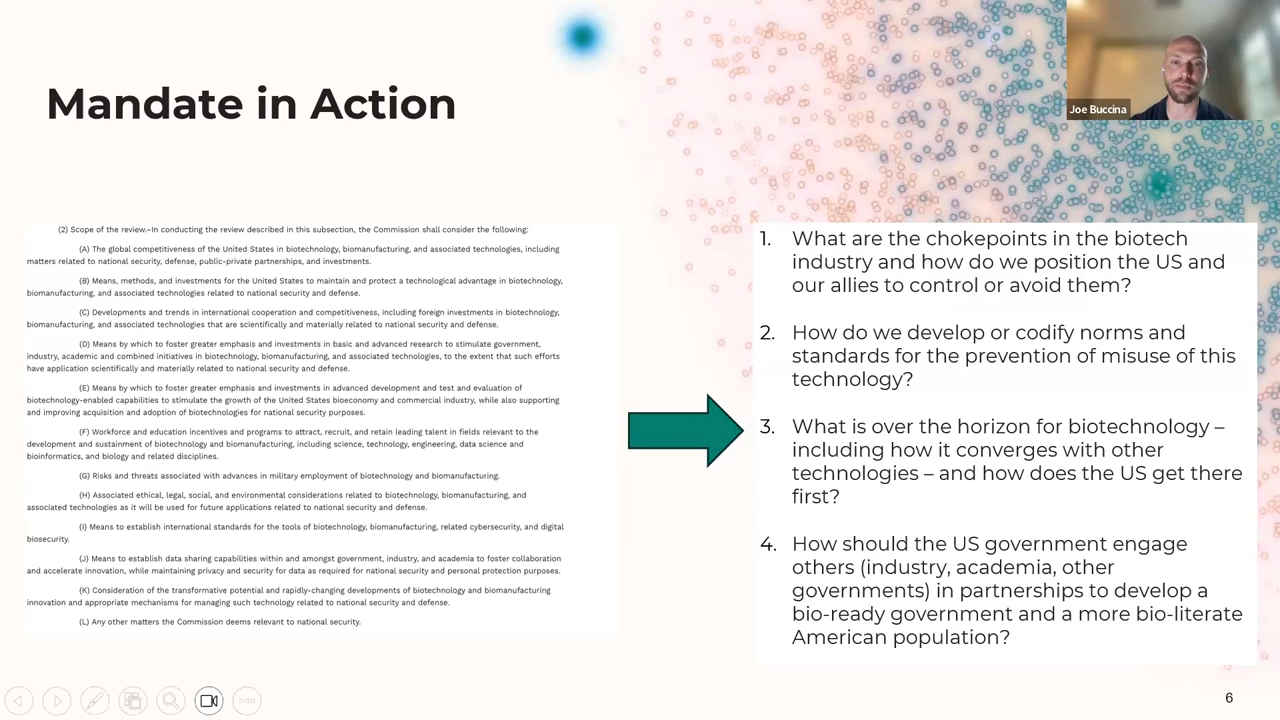 Mandate in Action
Joe Buccina
(2) Scope of the review.–In conducting the review described in this subsection, the Commission shall consider the following:
(A) The global competitiveness of the United States in biotechnology, biomanufacturing, and associated technologies, including
matters related to national security, defense, public-private partnerships, and investments.
(B) Means, methods, and investments for the United States to maintain and protect a technological advantage in biotechnology,
biomanufacturing, and associated technologies related to national security and defense.
(C) Developments and trends in international cooperation and competitiveness, including foreign investments in biotechnology,
biomanufacturing, and associated technologies that are scientifically and materially related to national security and defense.
(D) Means by which to foster greater emphasis and investments in basic and advanced research to stimulate government,
industry, academic and combined initiatives in biotechnology, biomanufacturing, and associated technologies, to the extent that such efforts
have application scientifically and materially related to national security and defense.
(E) Means by which to foster greater emphasis and investments in advanced development and test and evaluation of
biotechnology-enabled capabilities to stimulate the growth of the United States bioeconomy and commercial industry, while also supporting
and improving acquisition and adoption of biotechnologies for national security purposes.
(F) Workforce and education incentives and programs to attract, recruit, and retain leading talent in fields relevant to the
development and sustainment of biotechnology and biomanufacturing, including science, technology, engineering, data science and
bioinformatics, and biology and related disciplines.
(G) Risks and threats associated with advances in military employment of biotechnology and biomanufacturing.
(H) Associated ethical, legal, social, and environmental considerations related to biotechnology, biomanufacturing, and
associated technologies as it will be used for future applications related to national security and defense.
(I) Means to establish international standards for the tools of biotechnology, biomanufacturing, related cybersecurity, and digital
biosecurity.
(J) Means to establish data sharing capabilities within and amongst government, industry, and academia to foster collaboration
and accelerate innovation, while maintaining privacy and security for data as required for national security and personal protection purposes.
(K) Consideration of the transformative potential and rapidly-changing developments of biotechnology and biomanufacturing
innovation and appropriate mechanisms for managing such technology related to national security and defense.
(L) Any other matters the Commission deems relevant to national security.
1. What are the chokepoints in the biotech
industry and how do we position the US and
our allies to control or avoid them?
2. How do we develop or codify norms and
standards for the prevention of misuse of this
technology?
3. What is over the horizon for biotechnology –
including how it converges with other
technologies – and how does the US get there
first?
4. How should the US government engage
others (industry, academia, other
governments) in partnerships to develop a
bio-ready government and a more bio-literate
American population?
6